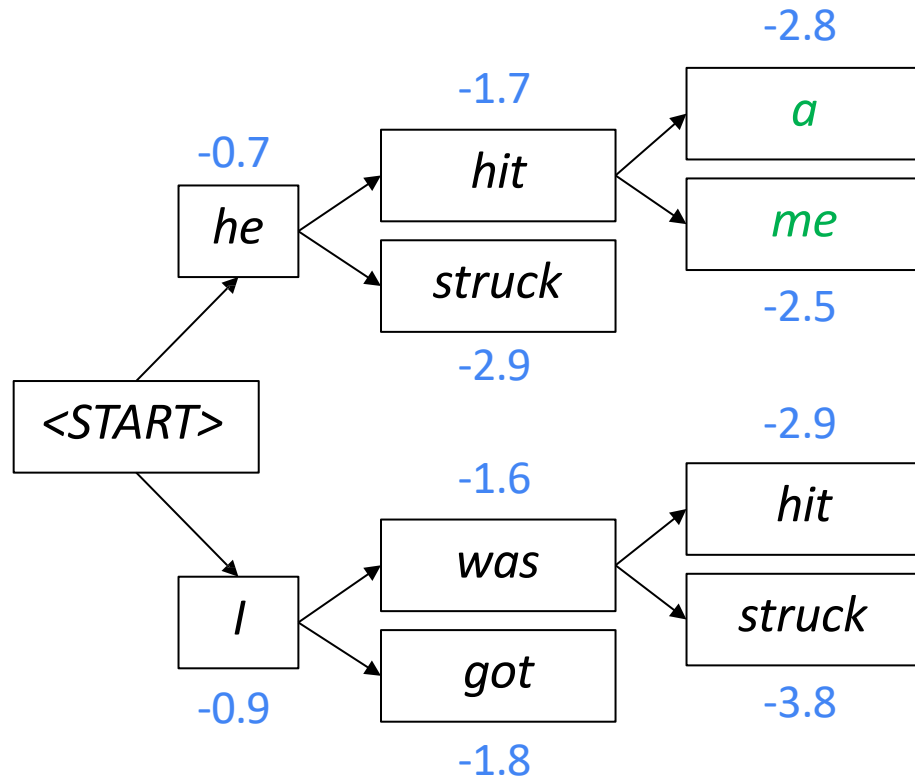 -2.8
-1.7
a
-0.7
hit
he
me
struck
-2.5
-2.9
<START>
-2.9
-1.6
hit
was
I
struck
got
-0.9
-3.8
-1.8